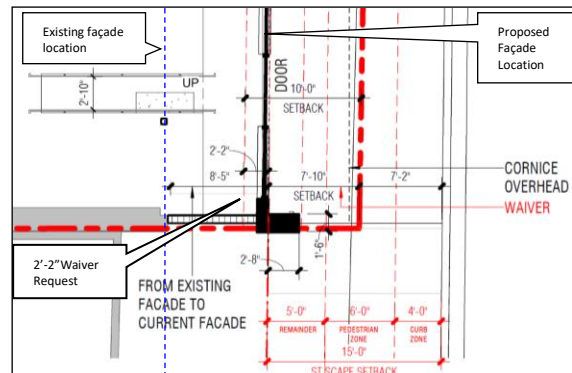 Existing façade
location
Proposed
Façade
Location
UP
2'-10"
DOOR
10'-0"
SETBACK
2'-2"
8'-5"
7'-10"
7'-2"
SETBACK
CORNICE
OVERHEAD
WAIVER
1'-6"
2'-8"
2'-2" Waiver
Request
FROM EXISTING
FACADE TO
CURRENT FACADE
5'-0"
6'-0"
4'-0"
REMAINDER
PEDESTRIAN
ZONE
CURB
ZONE
15'-0"
STSCAPE SETBACK